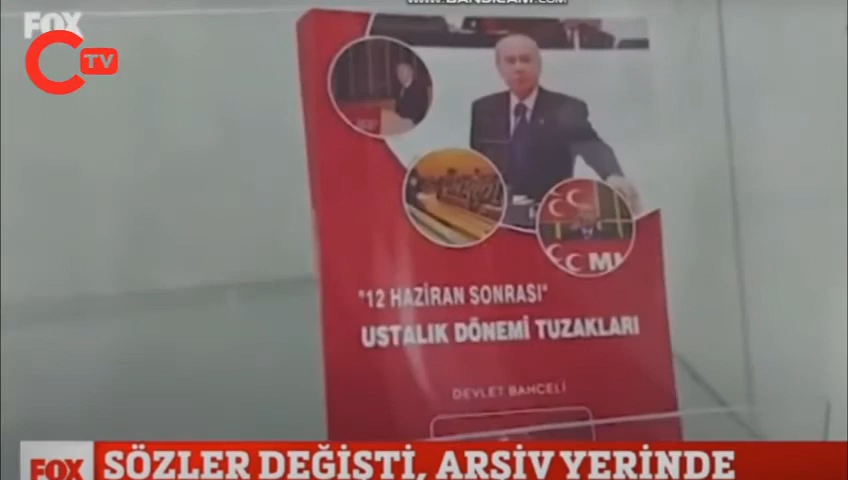 FOX
C TV
"12 HAZİRAN SONRASI"
USTALIK DÖNEMİ TUZAKLARI
DEVLET BAHÇELİ
FOX
SÖZLER DEĞİŞTİ, ARŞİV YERİNDE